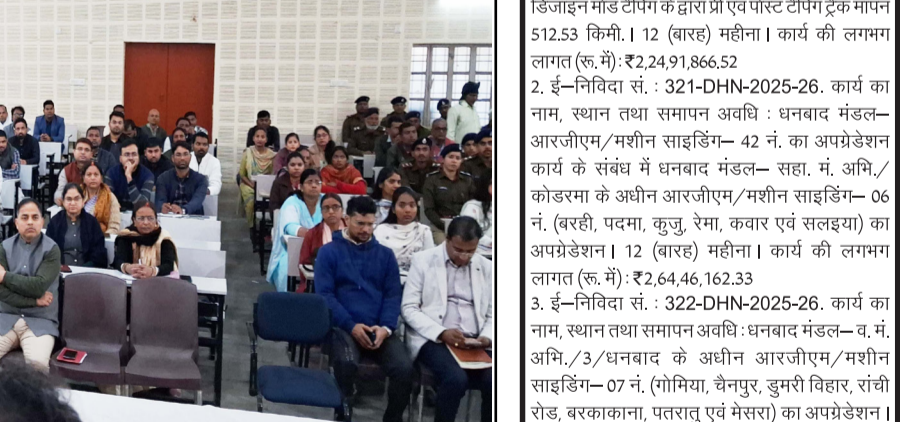 डिजाइन मोड टैंपिंग के द्वारा प्री एवं पोस्ट टैंपिंग ट्रैक मापन
512.53 किमी.। 12 (बारह) महीना। कार्य की लगभग
लागत (रू. में) : ₹2,24,91,866.52
2. ई–निविदा सं. : 321-DHN-2025-26. कार्य का
नाम, स्थान तथा समापन अवधि : धनबाद मंडल–
आरजीएम/मशीन साइडिंग– 42 नं. का अपग्रेडेशन
कार्य के संबंध में धनबाद मंडल– सहा. मं. अभि./
कोडरमा के अधीन आरजीएम/मशीन साइडिंग– 06
नं. (बरही, पदमा, कुजु, रेमा, कवार एवं सलइया) का
अपग्रेडेशन। 12 (बारह) महीना। कार्य की लगभग
लागत (रू. में) : ₹2,64,46,162.33
3. ई–निविदा सं. : 322-DHN-2025-26. कार्य का
नाम, स्थान तथा समापन अवधि : धनबाद मंडल– व. मं.
अभि./3/धनबाद के अधीन आरजीएम/मशीन
साइडिंग– 07 नं. (गोमिया, चैनपुर, डुमरी विहार, रांची
रोड, बरकाकाना, पतरातु एवं मेसरा) का अपग्रेडेशन।